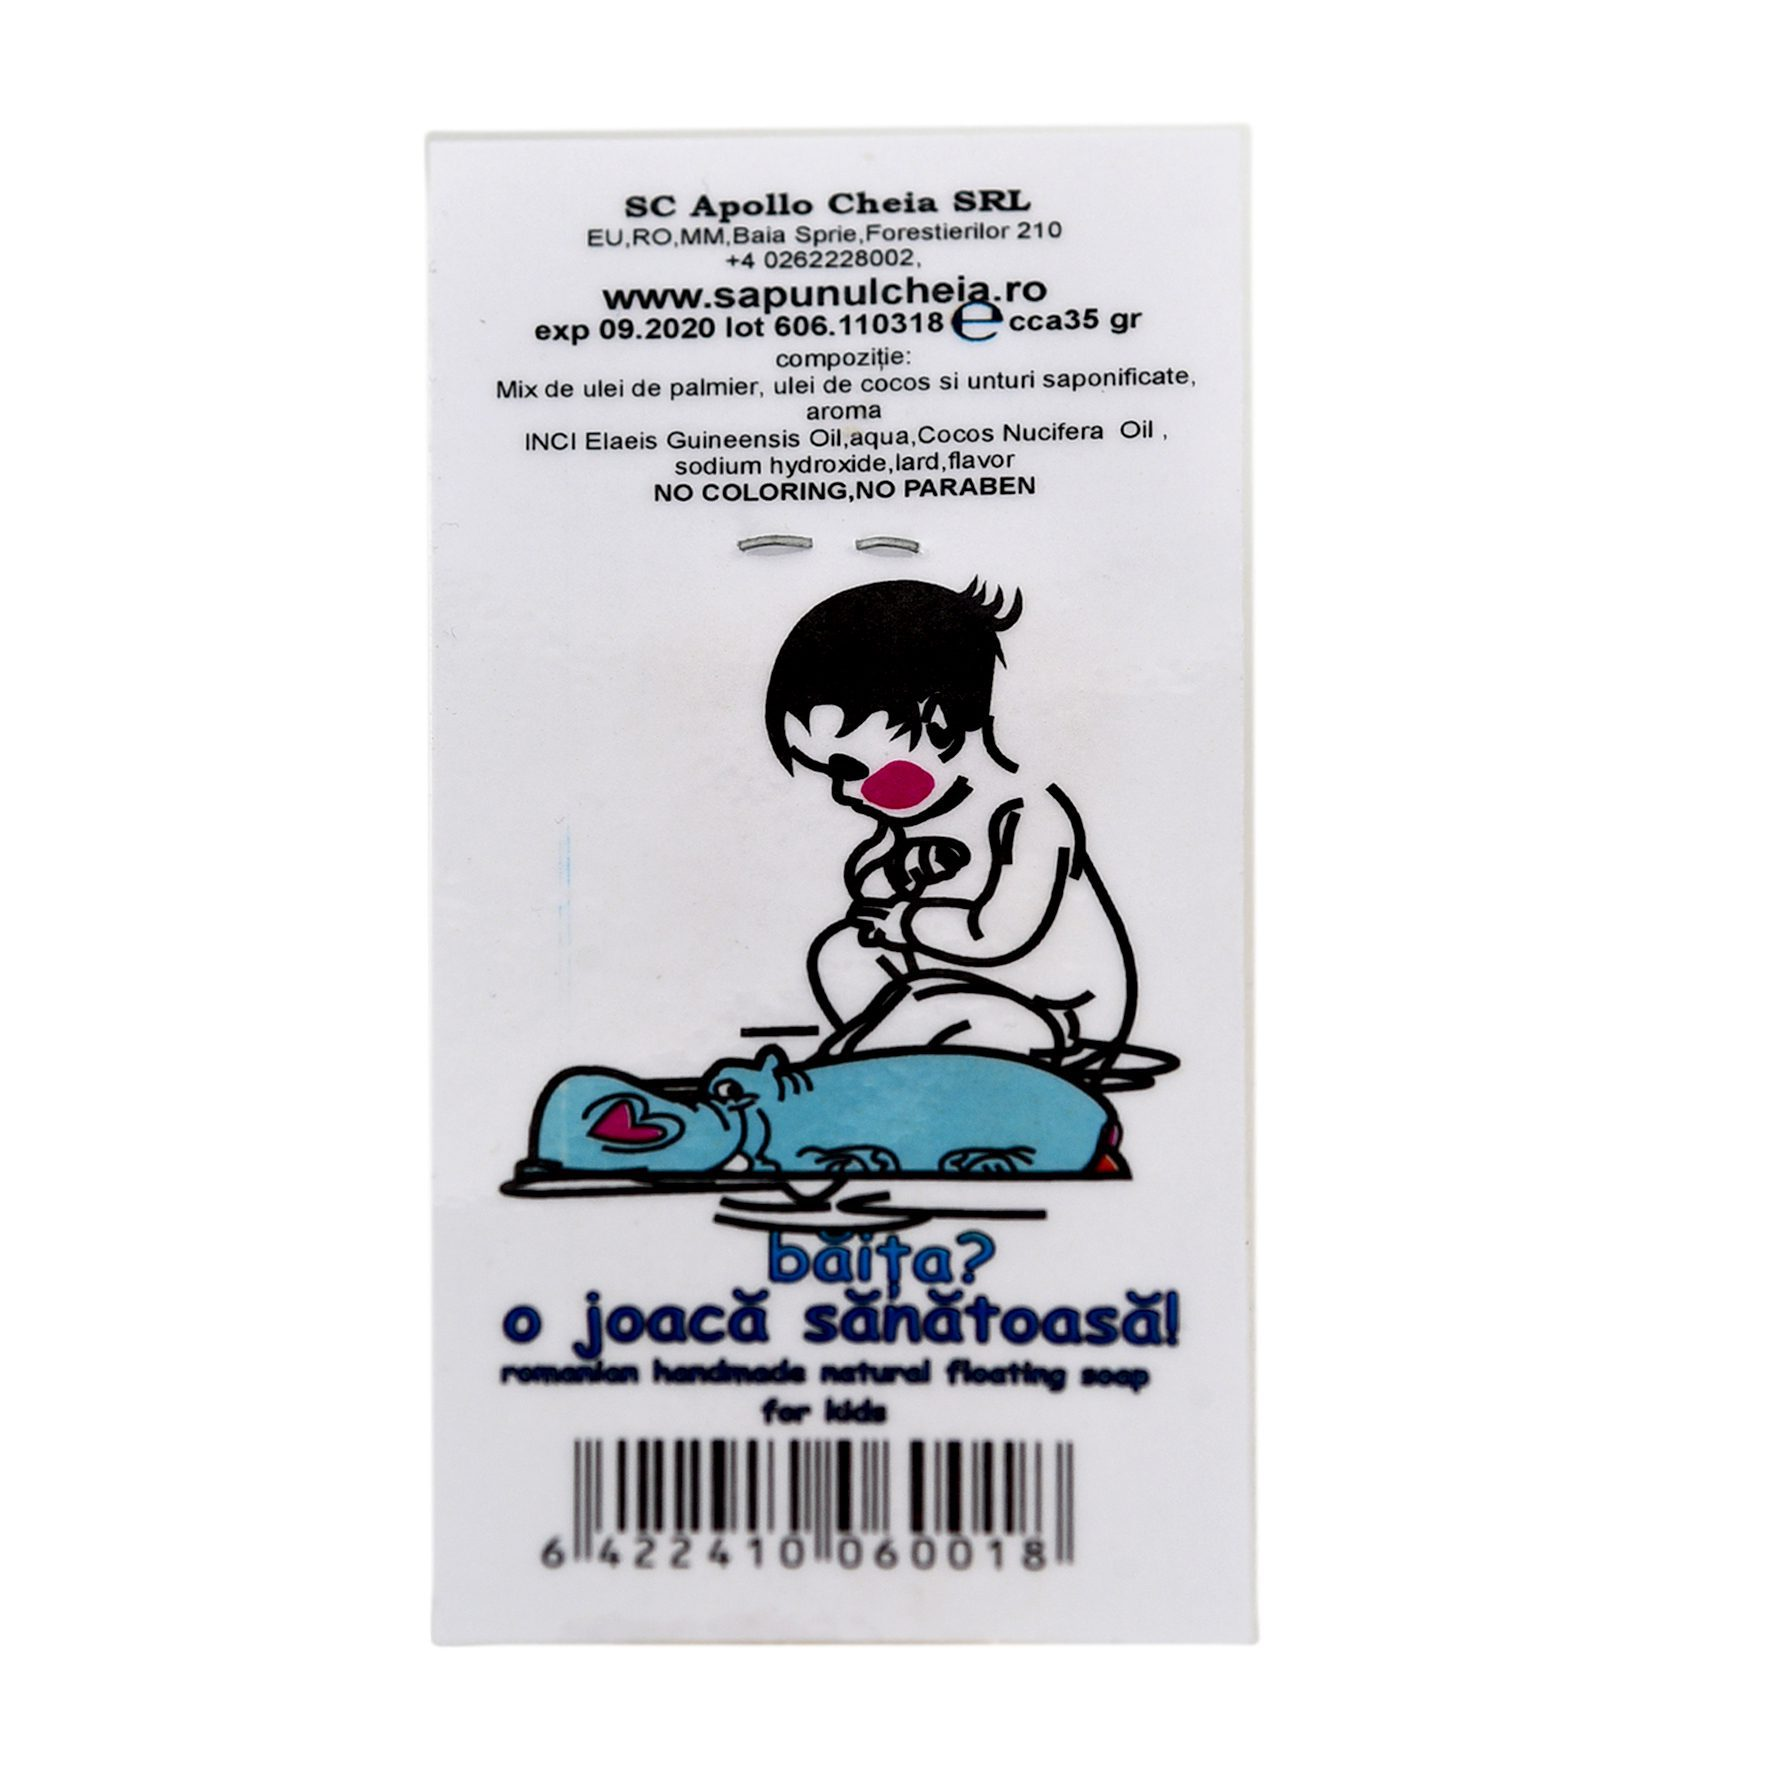 SC Apollo Cheia SRL
EU,RO,MM,Baia Sprie,Forestierilor 210
+4 0262228002,
www.sapunulcheia.ro
exp 09.2020 lot 606.110318 e cca35 gr
compoziție:
Mix de ulei de palmier, ulei de cocos si unturi saponificate,
aroma
INCI Elaeis Guineensis Oil,aqua,Cocos Nucifera Oil ,
sodium hydroxide,lard,flavor
NO COLORING,NO PARABEN
băița?
o joacă sănătoasă!
romanian handmade natural floating soap
for kids
6 422410 060018